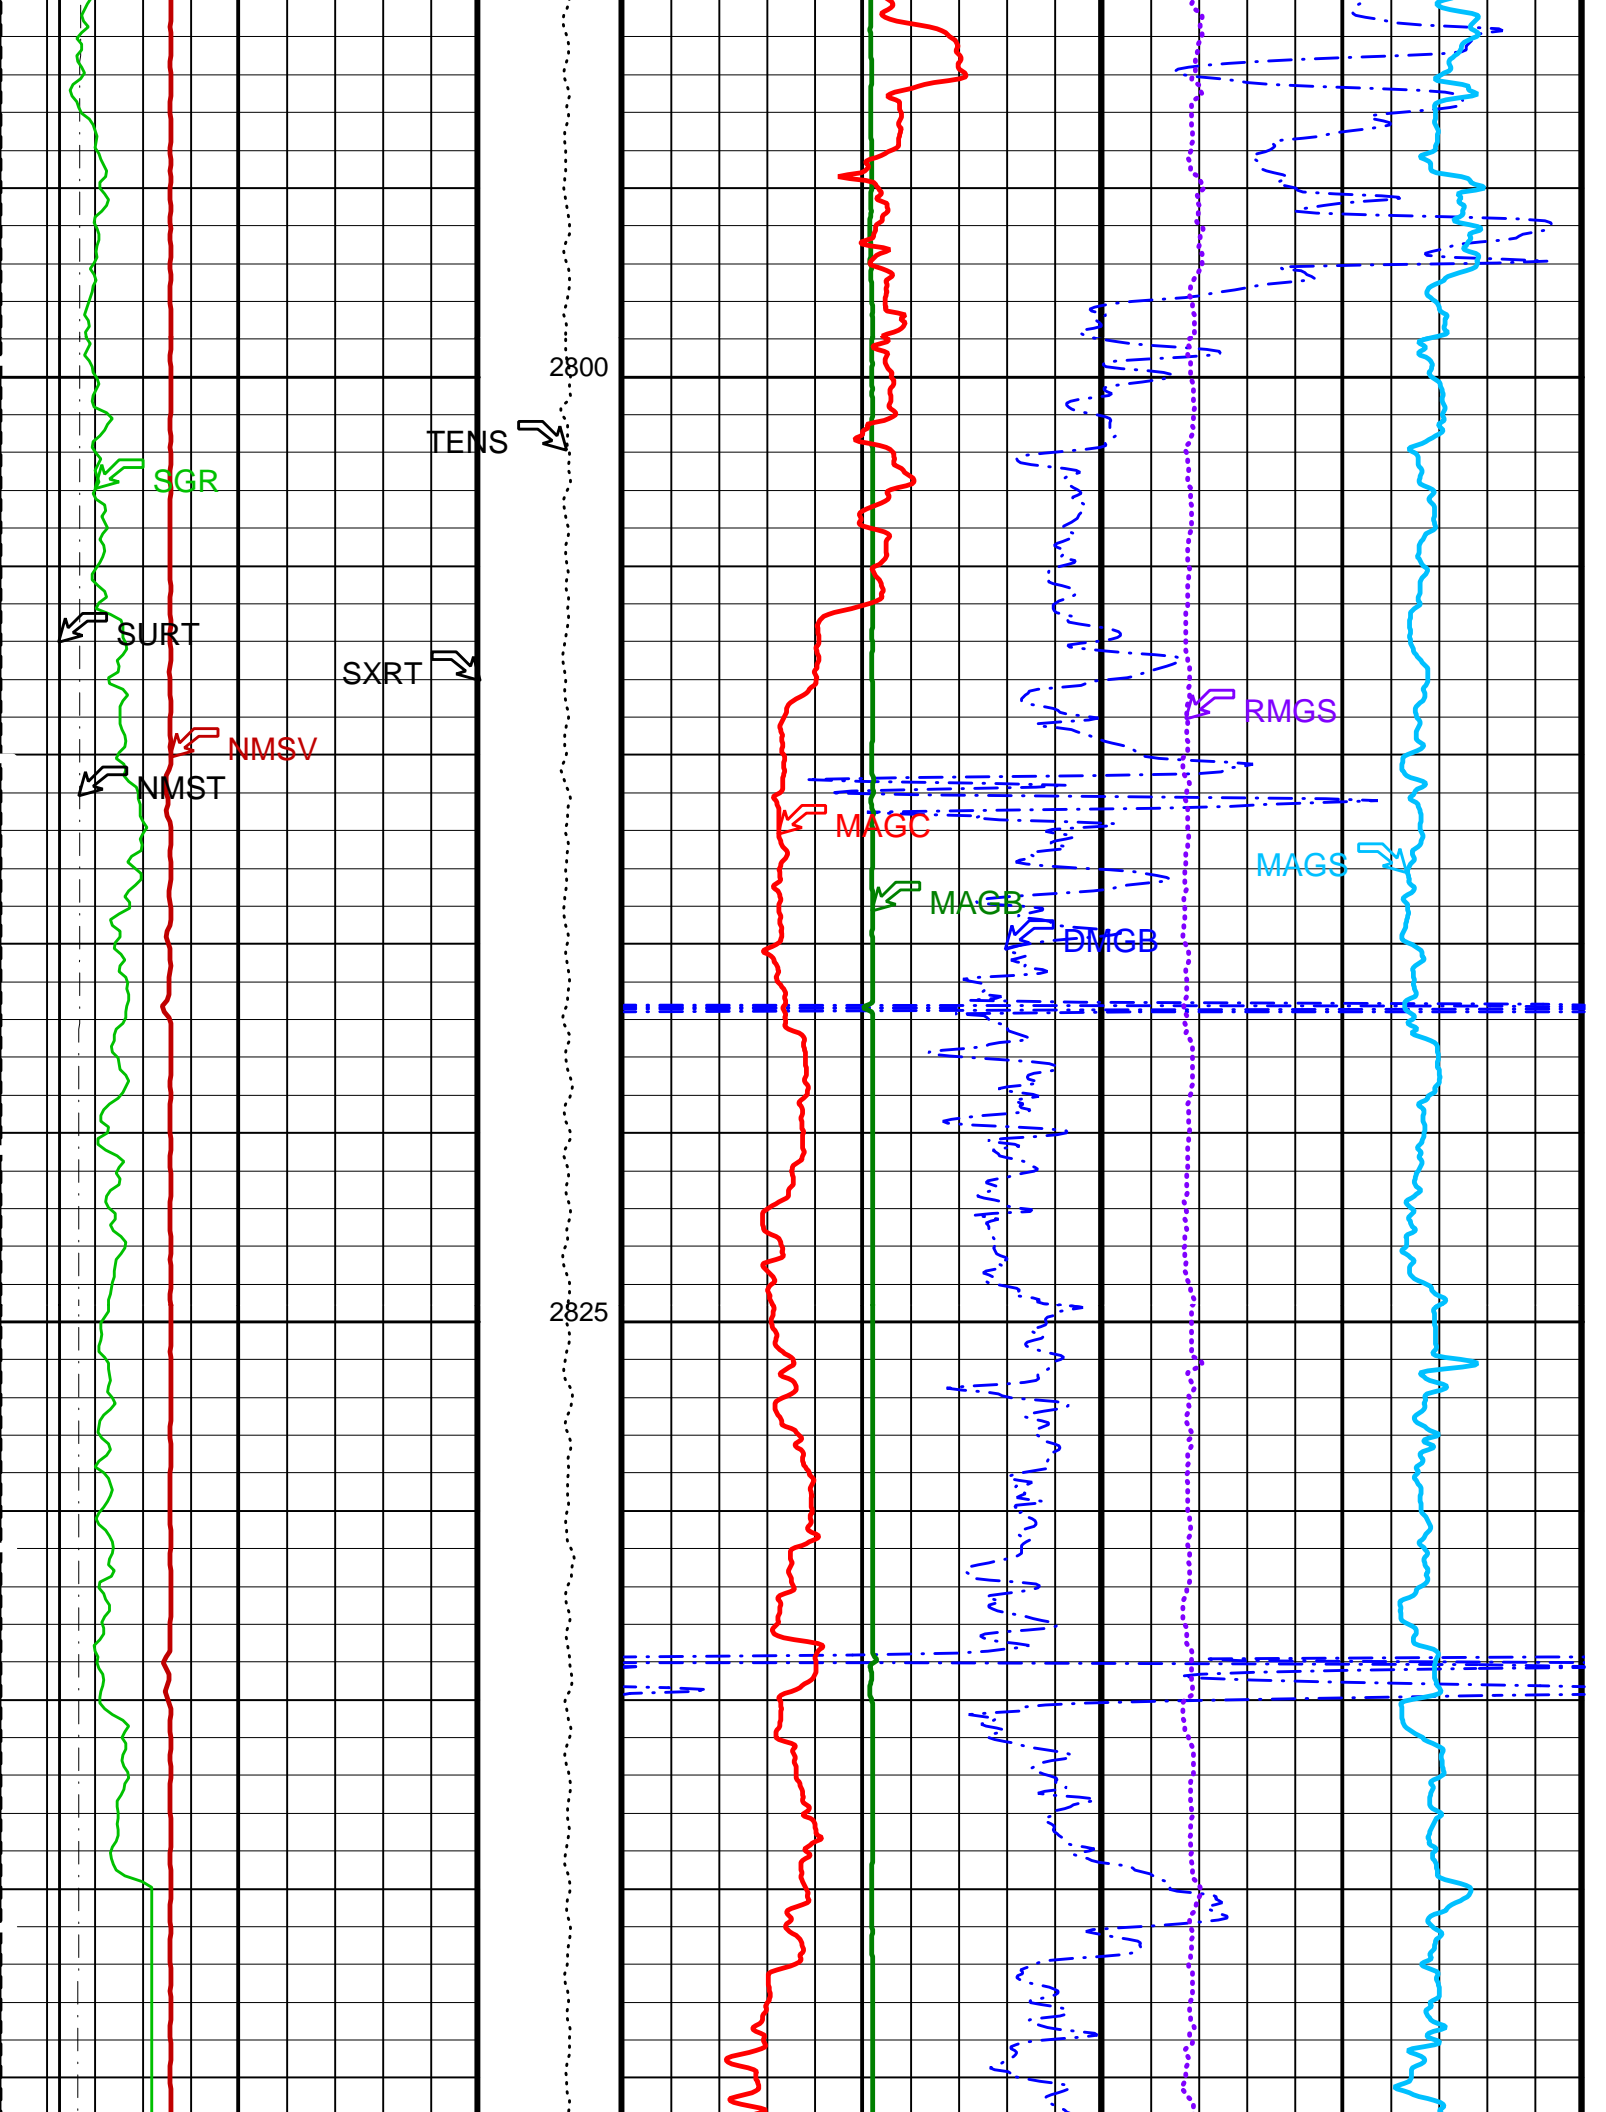 2800
TENS
SGR
SURT
SXRT
RMGS
NMSV
NMST
MAGC
MAGS
MAGB
DMGB
2825